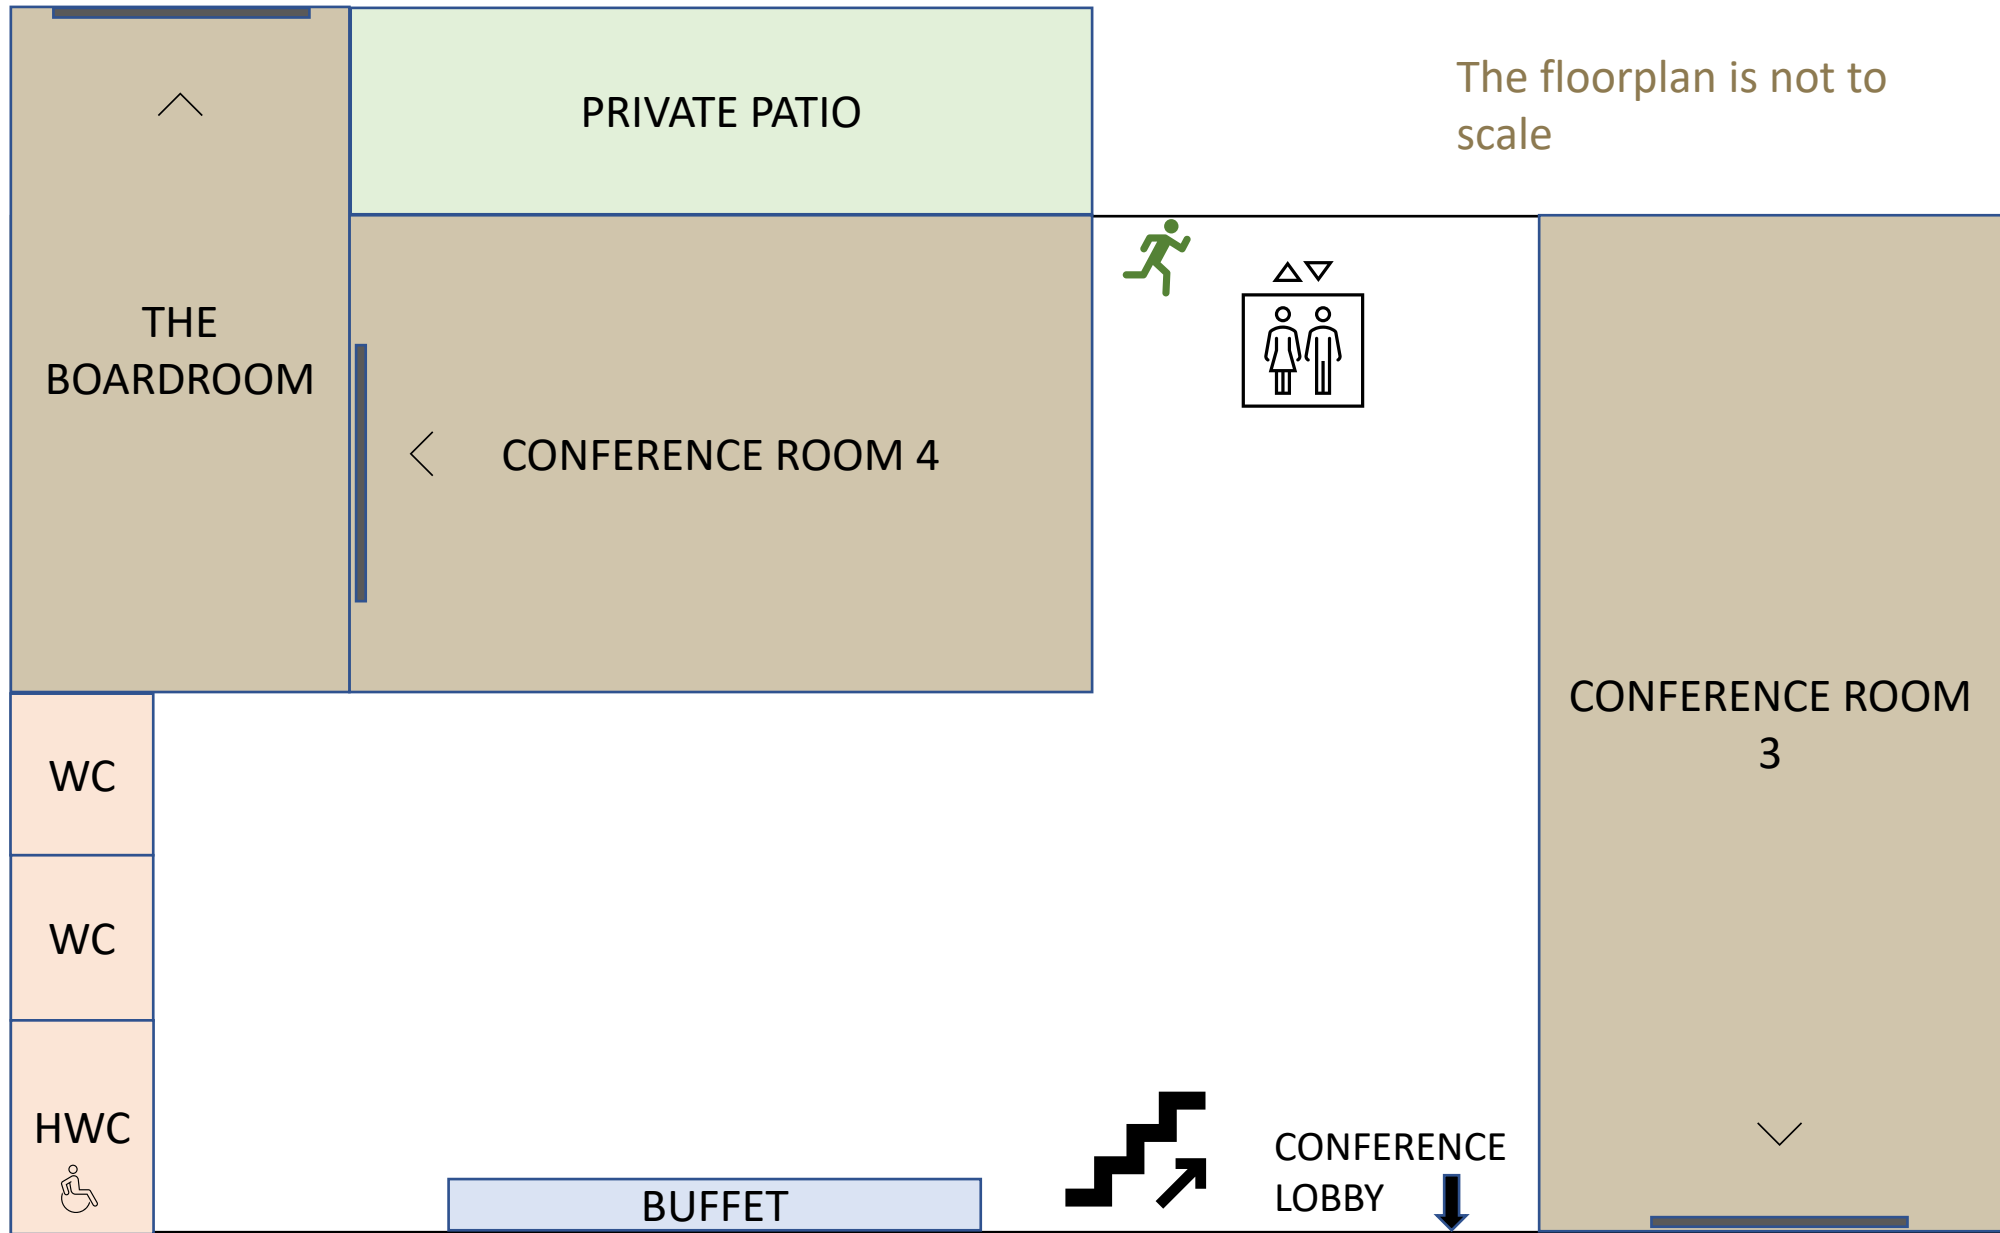 PRIVATE PATIO
The floorplan is not to
scale
THE
BOARDROOM
CONFERENCE ROOM 4
CONFERENCE ROOM
3
WC
WC
HWC
BUFFET
CONFERENCE
LOBBY